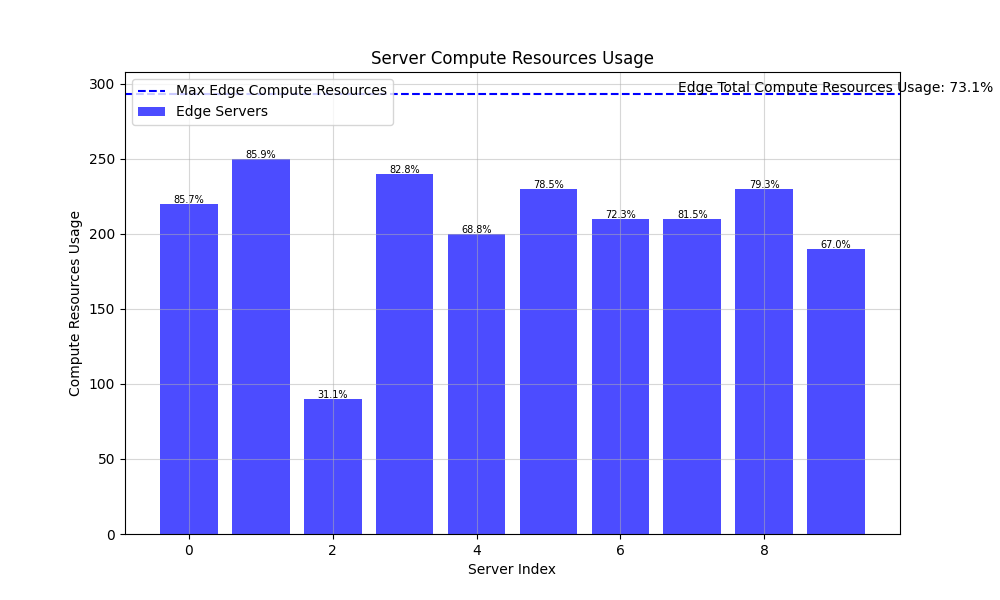 Server Compute Resources Usage
Max Edge Compute Resources
Edge Servers
Edge Total Compute Resources Usage: 73.1%
300
250
200
150
100
50
0
Compute Resources Usage
85.7%
85.9%
31.1%
82.8%
68.8%
78.5%
72.3%
81.5%
79.3%
67.0%
0 2 4 6 8
Server Index